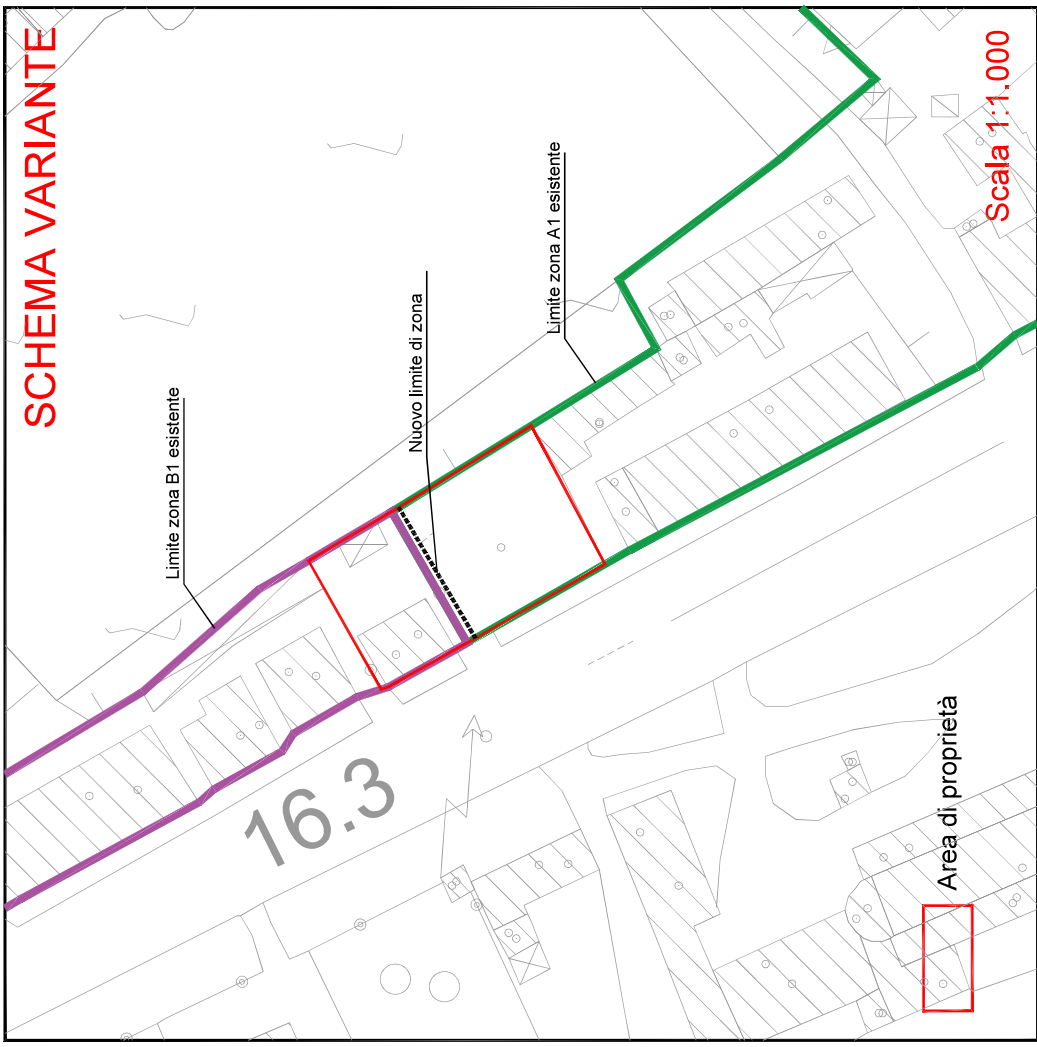 SCHEMA VARIANTE
Limite zona B1 esistente
Nuovo limite di zona
Limite zona A1 esistente
16.3
Area di proprietà
Scala 1:1.000